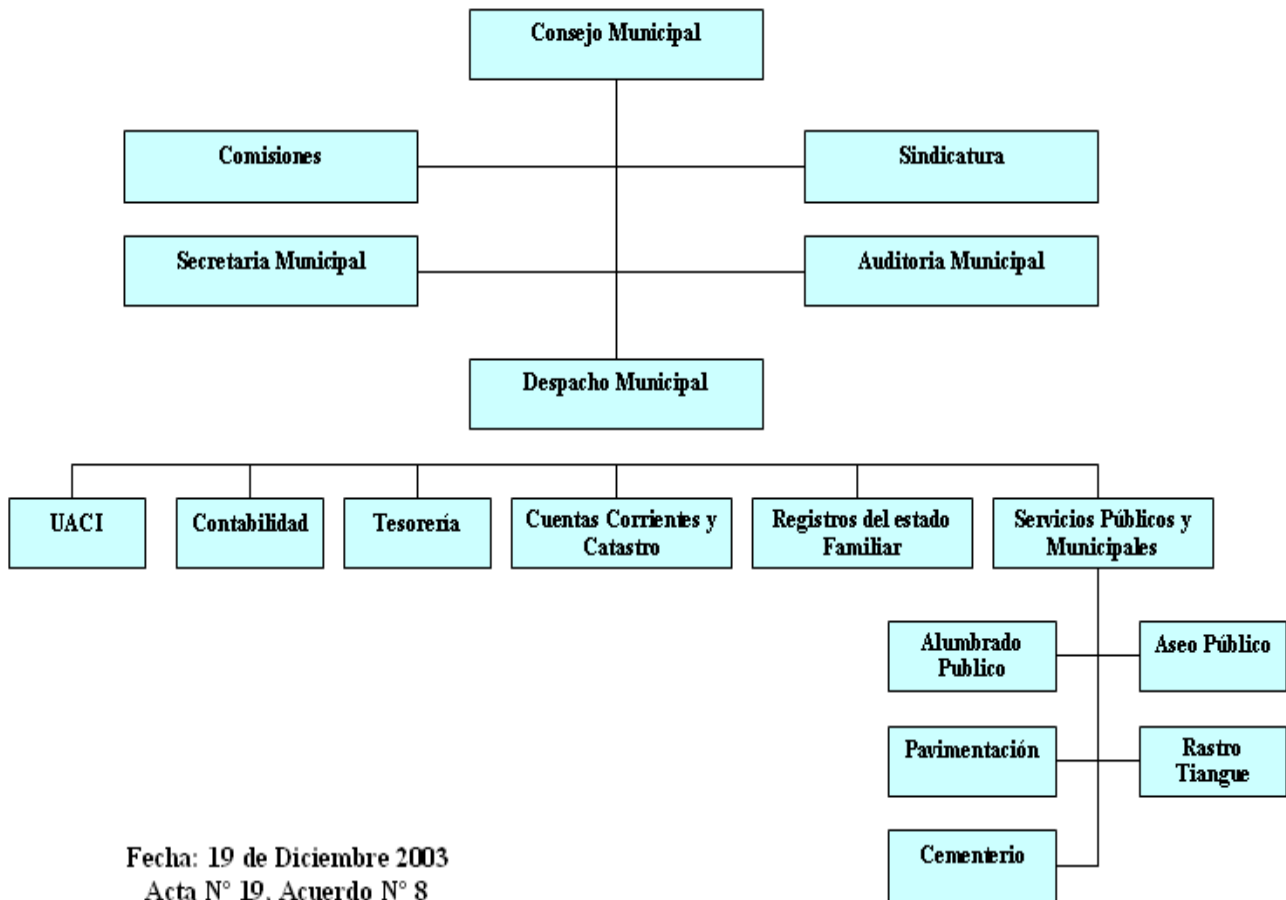 Consejo Municipal
Comisiones
Sindicatura
Secretaria Municipal
Auditoria Municipal
Despacho Municipal
UACI
Contabilidad
Tesorería
Cuentas Corrientes y
Catastro
Registros del estado
Familiar
Servicios Públicos y
Municipales
Alumbrado
Publico
Aseo Público
Pavimentación
Rastro
Tiangue
Cementerio
Fecha: 19 de Diciembre 2003
Acta N° 19, Acuerdo N° 8